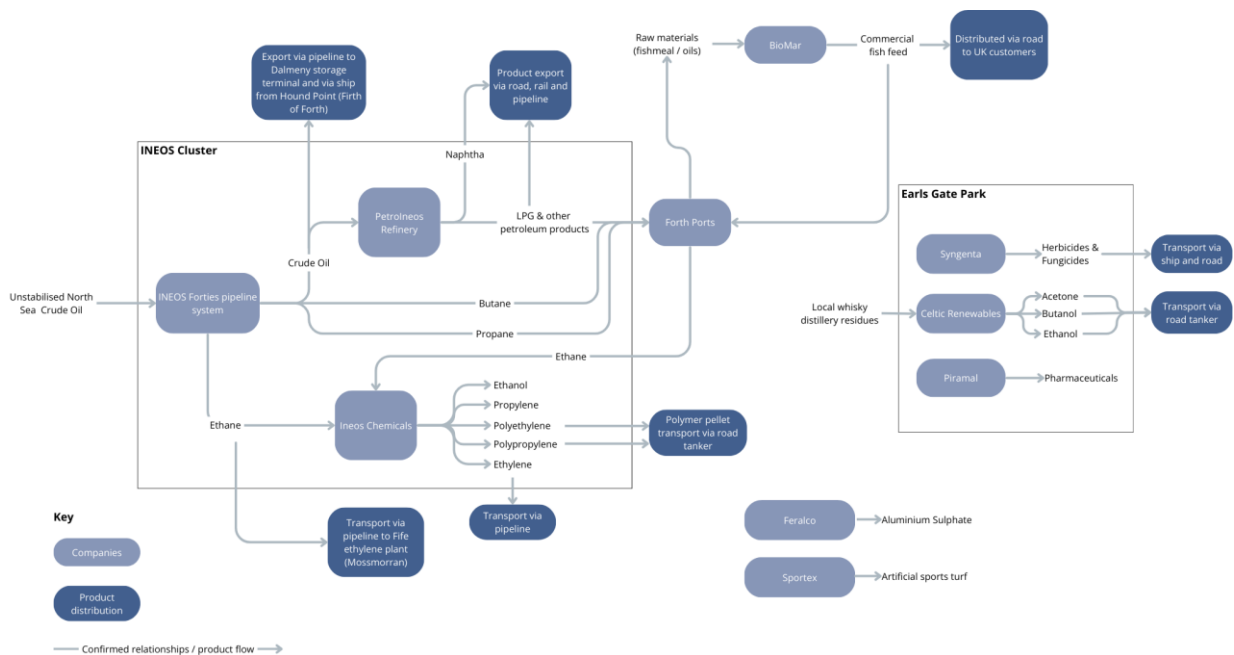 Export via pipeline to
Dalmeny storage
terminal and via ship
from Hound Point (Firth
of Forth)
Product export
via road, rail and
pipeline
Raw materials
(fishmeal / oils)
BioMar
Commercial
fish feed
Distributed via road
to UK customers
INEOS Cluster
Naphtha
PetroIneos
Refinery
LPG & other
petroleum products
Forth Ports
Crude Oil
Unstabilised North
Sea Crude Oil
INEOS Forties pipeline
system
Butane
Propane
Ethane
Ethane
Ineos Chemicals
Ethanol
Propylene
Polyethylene
Polypropylene
Ethylene
Polymer pellet
transport via road
tanker
Transport via
pipeline
Transport via
pipeline to Fife
ethylene plant
(Mossmorran)
Earls Gate Park
Syngenta
Herbicides &
Fungicides
Transport via
ship and road
Local whisky
distillery residues
Celtic Renewables
Acetone
Butanol
Ethanol
Transport via
road tanker
Piramal
Pharmaceuticals
Feralco
Aluminium Sulphate
Sportex
Artificial sports turf
Key
Companies
Product
distribution
Confirmed relationships / product flow